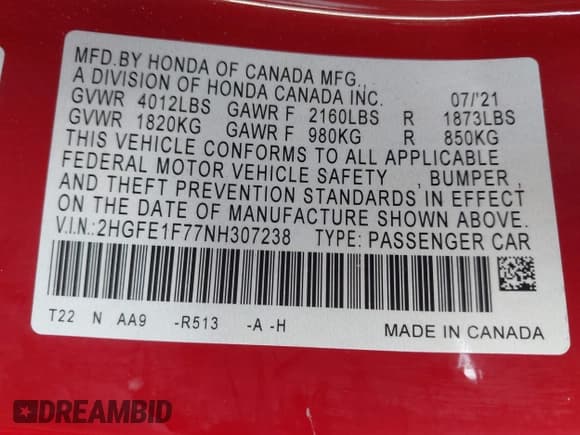 MFD.BY HONDA OF CANADA MFG.,
A DIVISION OF HONDA CANADA INC. 07/'21
GVWR 4012LBS GAWR F 2160LBS R 1873LBS
GVWR 1820KG GAWR F 980KG R 850KG
THIS VEHICLE CONFORMS TO ALL APPLICABLE
FEDERAL MOTOR VEHICLE SAFETY , BUMPER ,
AND THEFT PREVENTION STANDARDS IN EFFECT
ON THE DATE OF MANUFACTURE SHOWN ABOVE.
V.I.N.:2HGFE1F77NH307238 TYPE: PASSENGER CAR
T22 N AA9 -R513 -A -H
MADE IN CANADA
DREAMBID